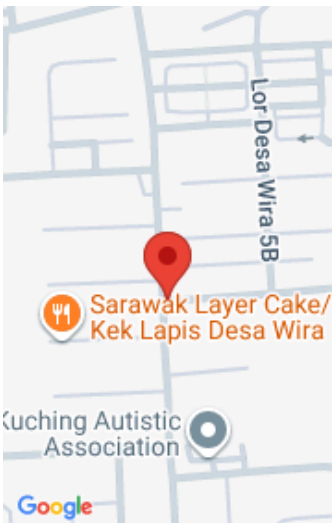 Lor Desa Wira 5B
Sarawak Layer Cake/
Kek Lapis Desa Wira
Kuching Autistic
Association
Google